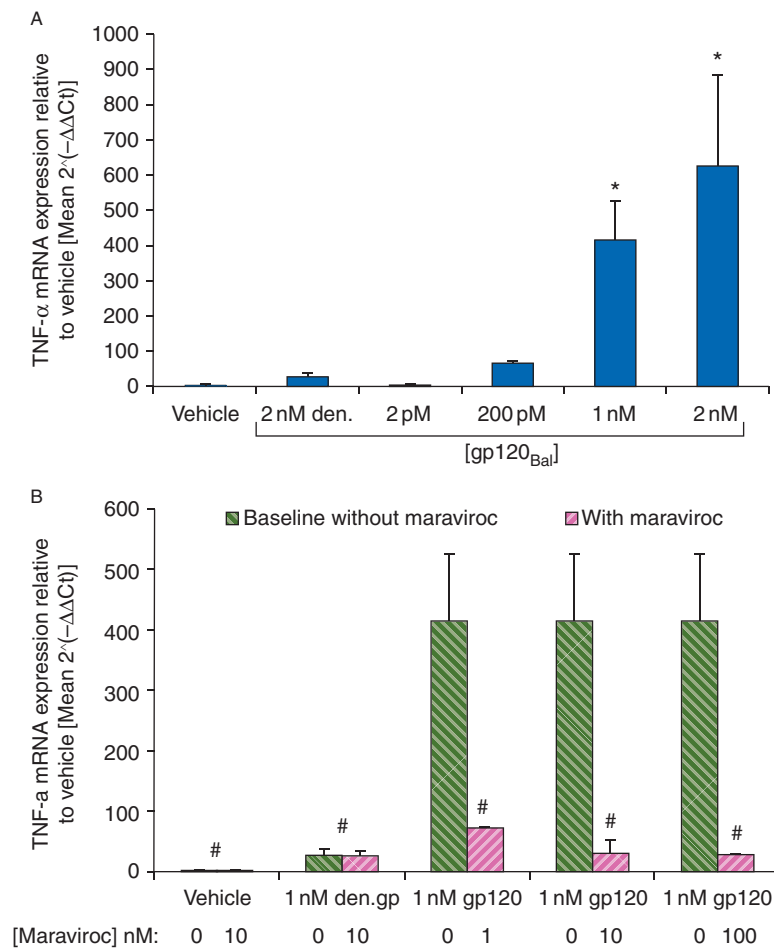 A
TNF-α mRNA expression relative
to vehicle [Mean 2^(−ΔΔCt)]
1000
900
800
700
600
500
400
300
200
100
0
*
*
Vehicle 2 nM den. 2 pM 200 pM 1 nM 2 nM
[gp120Bal]
B
TNF-a mRNA expression relative
to vehicle [Mean 2^(−ΔΔCt)]
600
500
400
300
200
100
0
Baseline without maraviroc With maraviroc
# # # # #
Vehicle 1 nM den.gp 1 nM gp120 1 nM gp120 1 nM gp120
[Maraviroc] nM: 0 10 0 10 0 1 0 10 0 100